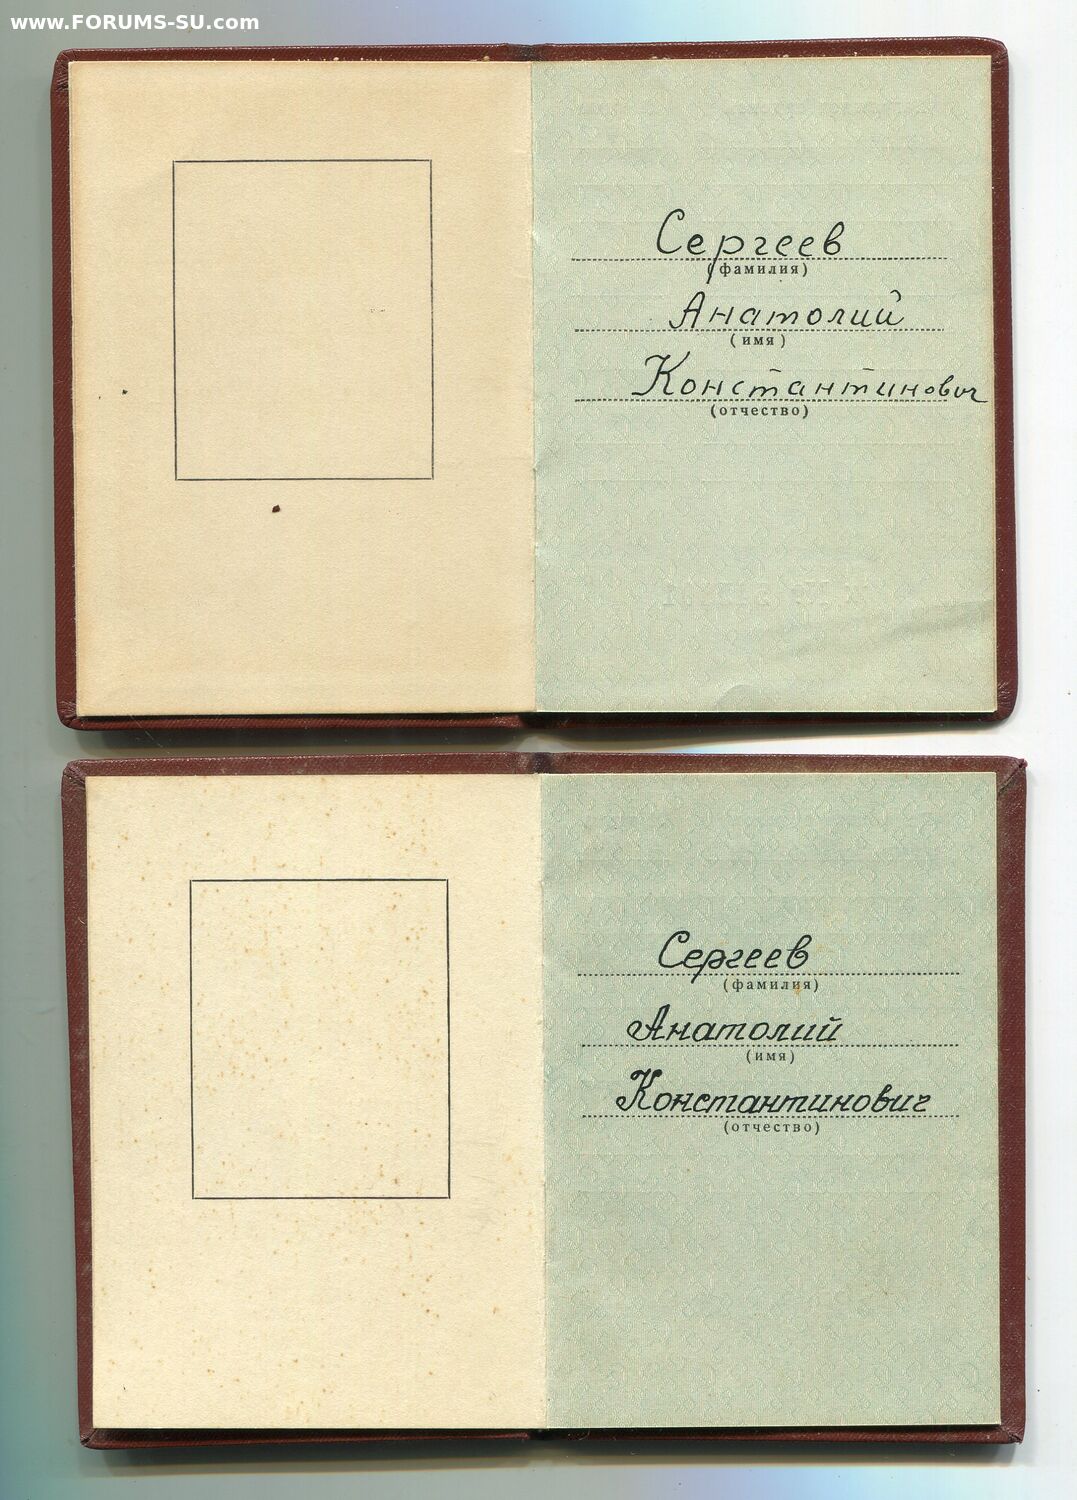 www.FORUMS-SU.com
Сергеев
(фамилия)
Анатолий
(имя)
Константинович
(отчество)
Сергеев
(фамилия)
Анатолий
(имя)
Константинович
(отчество)